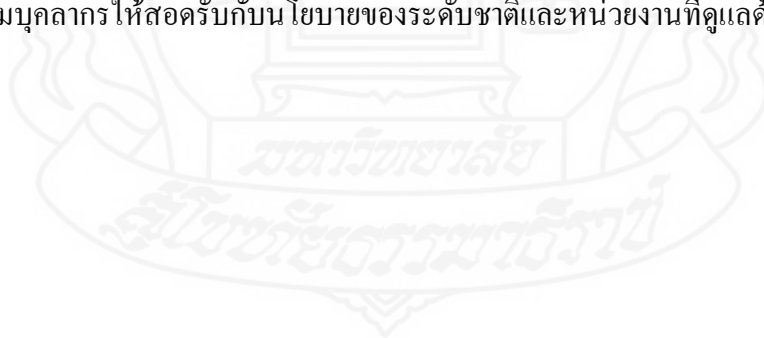 มบุคลากรให้สอดรับกับนโยบายของระดับชาติและหน่วยงานที่ดูแลด้
มหาวิทยาลัย
สุโขทัยธรรมาธิราช